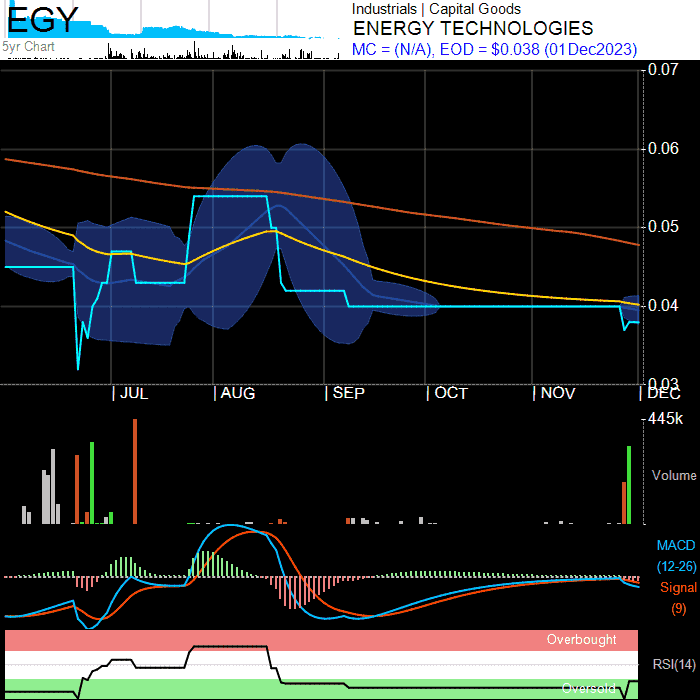 EGY
5yr Chart
Industrials | Capital Goods
ENERGY TECHNOLOGIES
MC = (N/A), EOD = $0.038 (01Dec2023)
0.07
0.06
0.05
0.04
0.03
JUL AUG SEP OCT NOV DEC
445k
Volume
MACD
(12-26)
Signal
(9)
Overbought
RSI(14)
Oversold